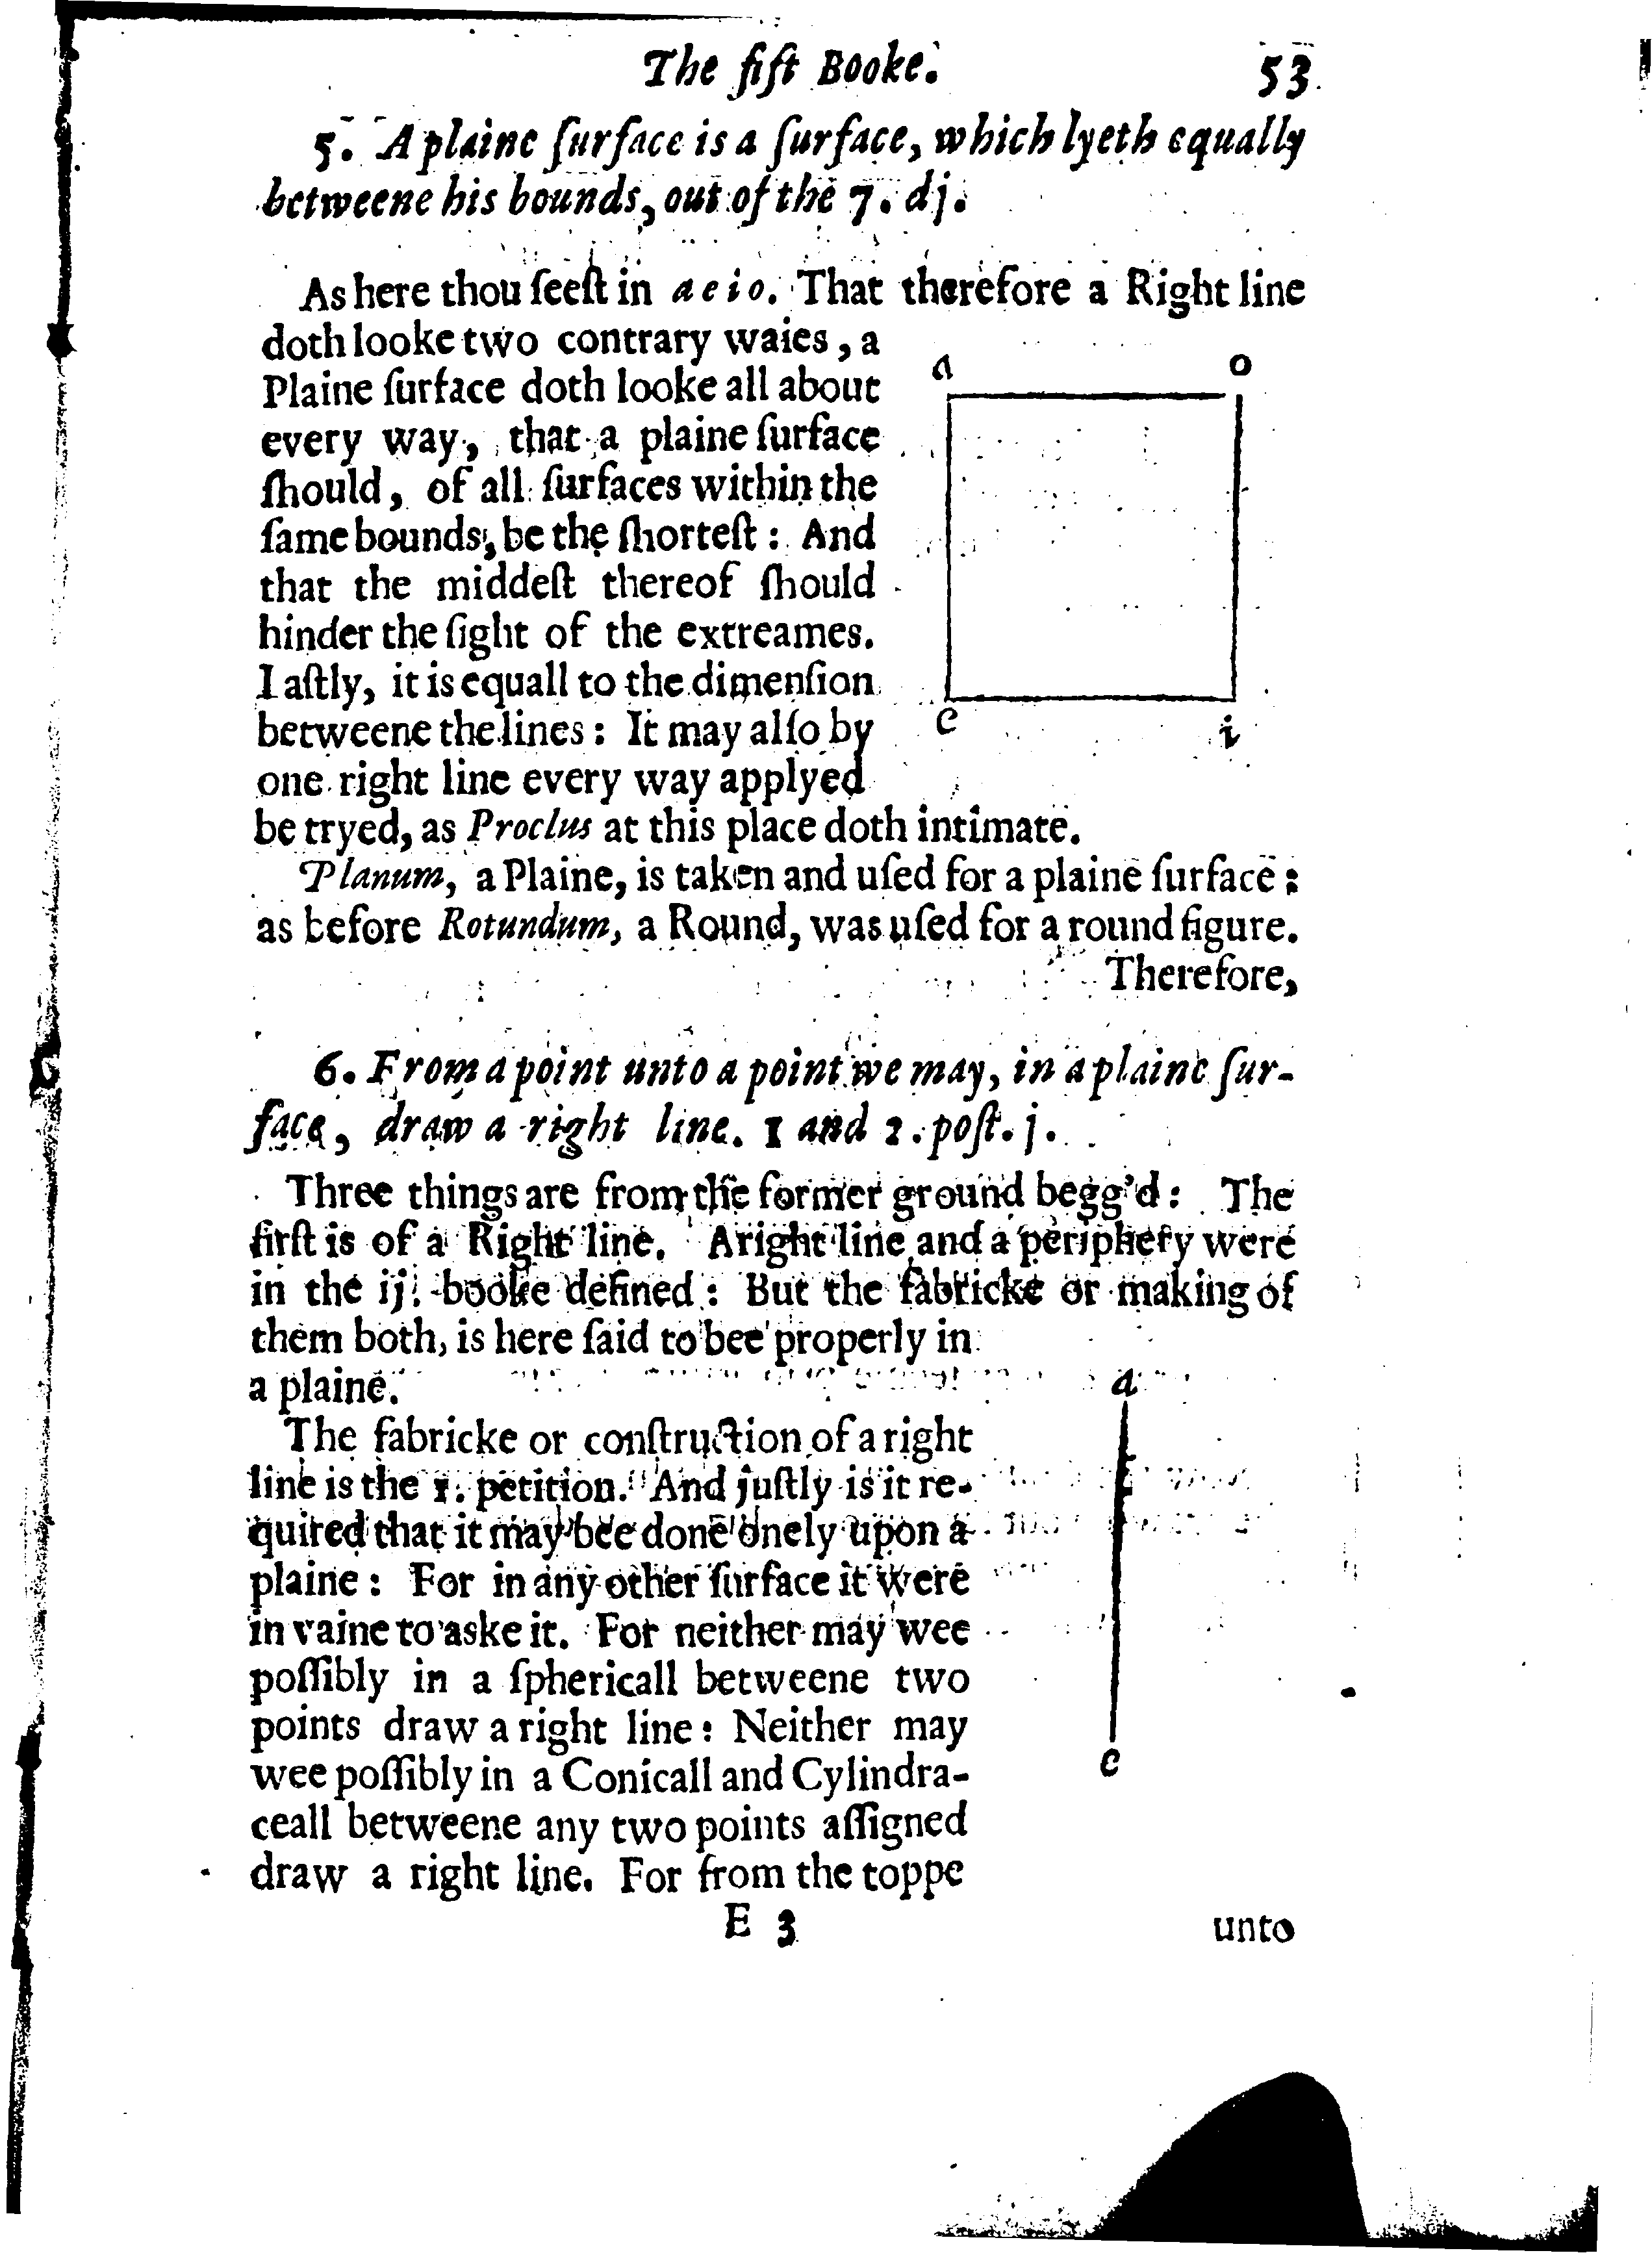 The fift Booke.
53
5. A plaine ſurface is a ſurface, which lyeth equally
betweene his bounds, out of the 7. dj.
As here thou ſeeſt in a e i o. That therefore a Right line
doth looke two contrary waies, a
Plaine ſurface doth looke all about
every way, that a plaine ſurface
ſhould, of all ſurfaces within the
ſame bounds, be the ſhorteſt: And
that the middeſt thereof ſhould
hinder the ſight of the extreames.
Laſtly, it is equall to the dimenſion
betweene the lines: It may alſo by
one right line every way applyed
be tryed, as Proclus at this place doth intimate.
a
o
e
i
Planum, a Plaine, is taken and uſed for a plaine ſurface:
as before Rotundum, a Round, was uſed for a round figure.
Therefore,
6. From a point unto a point we may, in a plaine ſur-
face, draw a right line. 1 and 2. poſt. j.
Three things are from the former ground begg'd: The
firſt is of a Right line. A right line and a periphery were
in the ij. booke defined: But the fabricke or making of
them both, is here ſaid to bee properly in
a plaine.
The fabricke or conſtruction of a right
line is the 1. petition. And juſtly is it re-
quired that it may bee done onely upon a
plaine: For in any other ſurface it were
in vaine to aske it. For neither may wee
poſſibly in a ſphericall betweene two
points draw a right line: Neither may
wee poſſibly in a Conicall and Cylindra-
ceall betweene any two points aſſigned
draw a right line. For from the toppe
a
e
E 3
unto